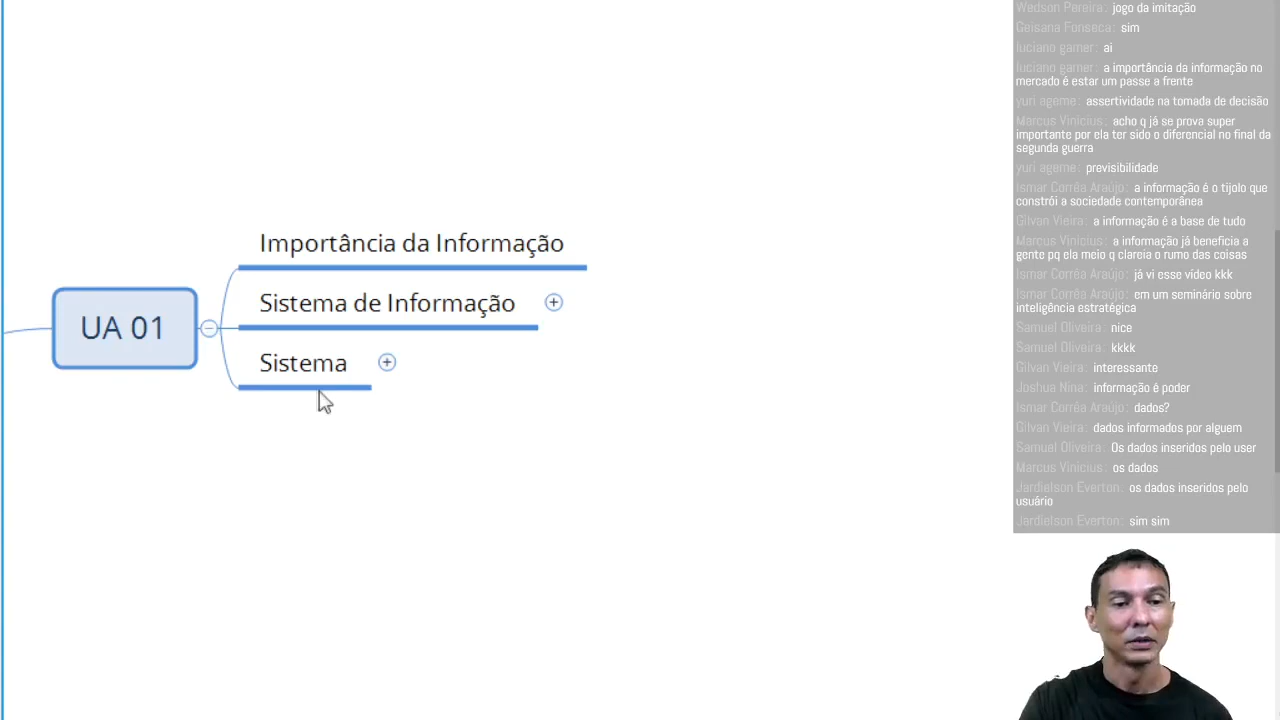 UA 01
Importância da Informação
Sistema de Informação
Sistema
Wedson Pereira: jogo da imitação
Geisana Fonseca: sim
luciano gamer: ai
luciano gamer: a importância da informação no
mercado é estar um passe a frente
yuri ageme: assertividade na tomada de decisão
Marcus Vinicius: acho q já se prova super
importante por ela ter sido o diferencial no final da
segunda guerra
yuri ageme: previsibilidade
Ismar Corrêa Araújo: a informação é o tijolo que
constrói a sociedade contemporânea
Gilvan Vieira: a informação é a base de tudo
Marcus Vinicius: a informação já beneficia a
gente pq ela meio q clareia o rumo das coisas
Ismar Corrêa Araújo: já vi esse vídeo kkk
Ismar Corrêa Araújo: em um seminário sobre
inteligência estratégica
Samuel Oliveira: nice
Samuel Oliveira: kkkk
Gilvan Vieira: interessante
Joshua Nina: informação é poder
Ismar Corrêa Araújo: dados?
Gilvan Vieira: dados informados por alguem
Samuel Oliveira: Os dados inseridos pelo user
Marcus Vinicius: os dados
Jardielson Everton: os dados inseridos pelo
usuário
Jardielson Everton: sim sim